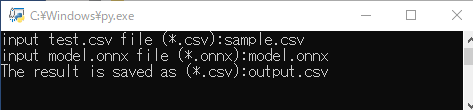 C:¥Windows¥py.exe
input test.csv file (*.csv):sample.csv
input model.onnx file (*.onnx):model.onnx
The result is saved as (*.csv):output.csv